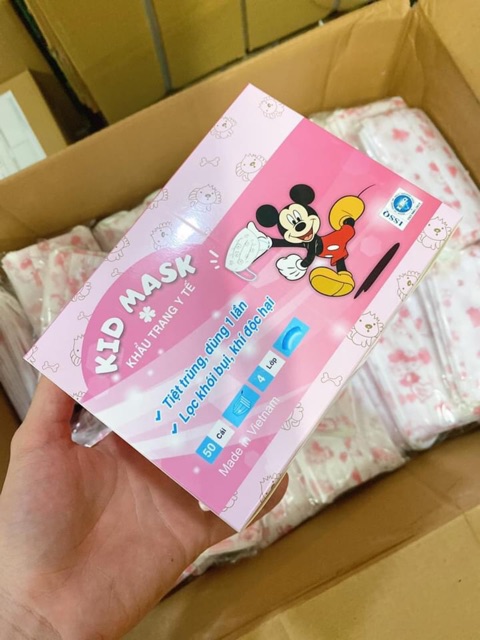 KID MASK
KHẨU TRANG Y TẾ
Tiệt trùng, dùng 1 lần
Lọc khói bụi, khí độc hại
50 Cái 4 Lớp
Made in Vietnam